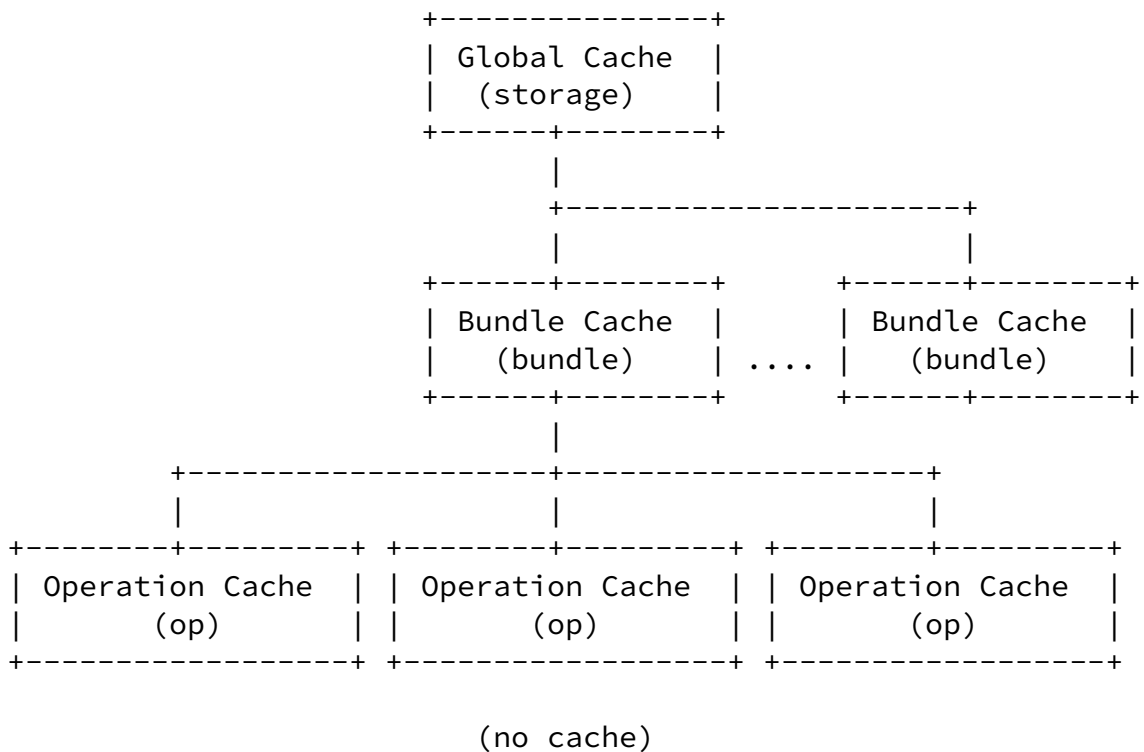 Global Cache
(storage)
Bundle Cache
(bundle)
....
Bundle Cache
(bundle)
Operation Cache
(op)
Operation Cache
(op)
Operation Cache
(op)
(no cache)